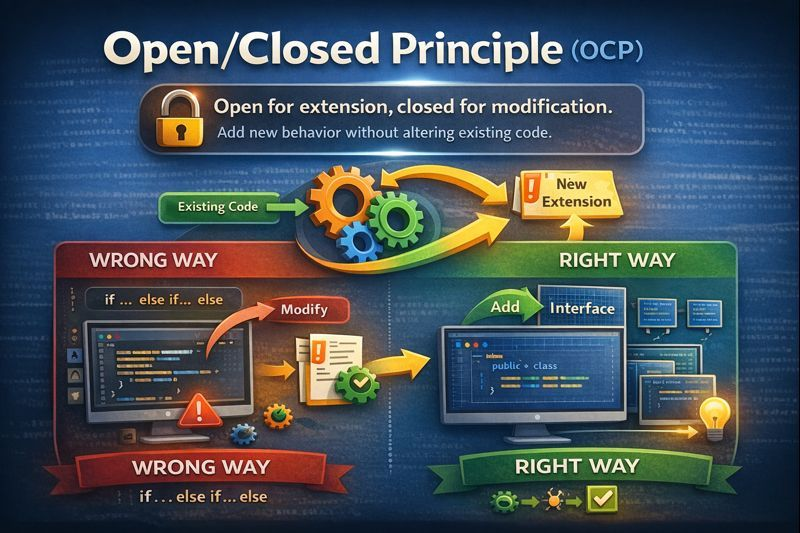 Open/Closed Principle (OCP)
Open for extension, closed for modification.
Add new behavior without altering existing code.
Existing Code
New
Extension
WRONG WAY
RIGHT WAY
if ... else if... else
Modify
Add
Interface
public
class
}
}
WRONG WAY
if... else if... else
RIGHT WAY